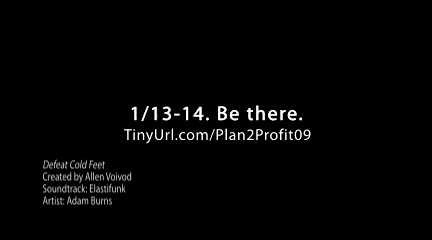 1/13-14. Be there.
TinyUrl.com/Plan2Profit09
Defeat Cold Feet
Created by Allen Voivod
Soundtrack: Elastifunk
Artist: Adam Burns